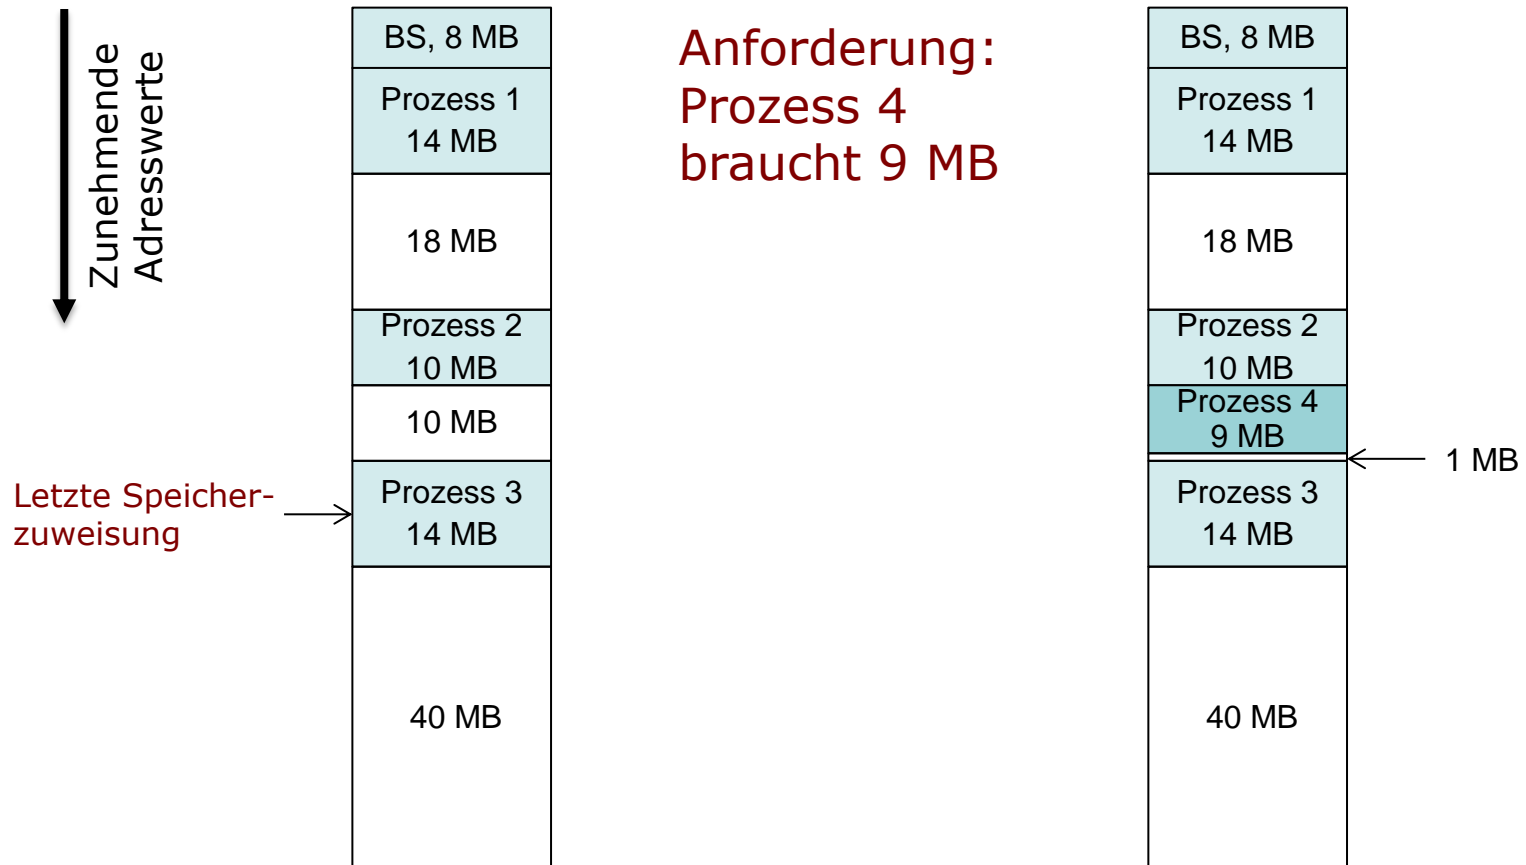 Zunehmende
Adresswerte
BS, 8 MB
Prozess 1
14 MB
18 MB
Prozess 2
10 MB
10 MB
Letzte Speicher-
zuweisung
Prozess 3
14 MB
40 MB
Anforderung:
Prozess 4
braucht 9 MB
BS, 8 MB
Prozess 1
14 MB
18 MB
Prozess 2
10 MB
Prozess 4
9 MB
1 MB
Prozess 3
14 MB
40 MB